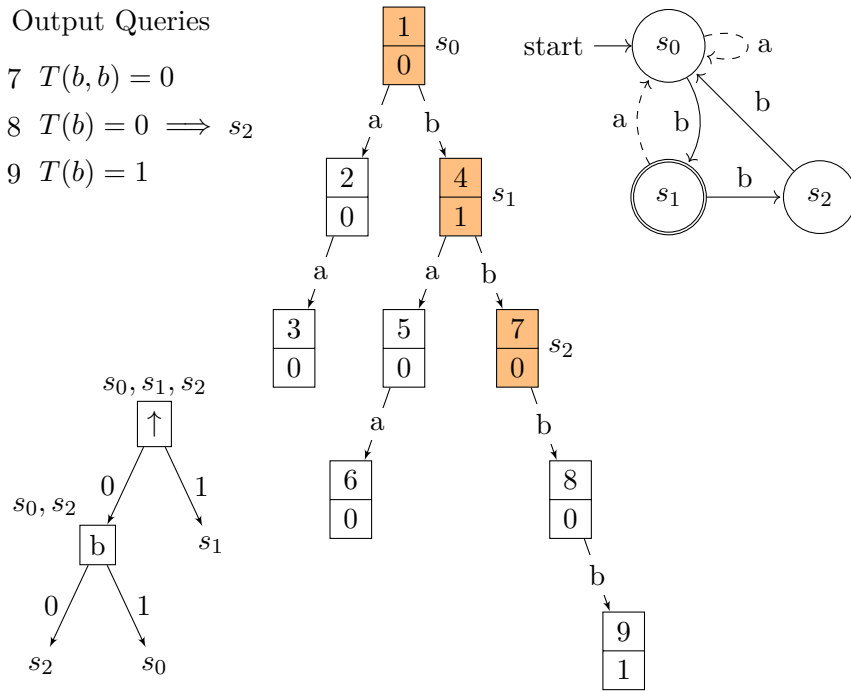 Output Queries
7 T(b, b) = 0
8 T(b) = 0 ⟹ s₂
9 T(b) = 1
1
0
s₀
a
b
2
0
4
1
s₁
a
a
b
3
0
5
0
7
0
s₂
a
b
6
0
8
0
b
9
1
start
s₀
a
a
b
b
s₁
b
s₂
s₀, s₁, s₂
↑
0
1
s₀, s₂
b
s₁
0
1
s₂
s₀